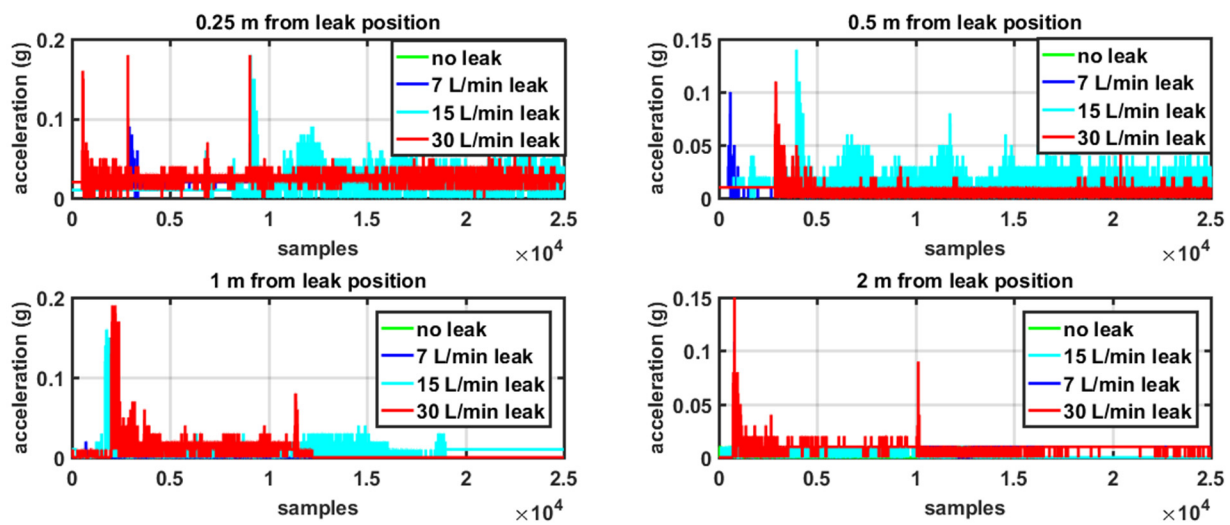 0.25 m from leak position
acceleration (g)
0.2
0.1
0
no leak
7 L/min leak
15 L/min leak
30 L/min leak
0 0.5 1 1.5 2 2.5
samples
×10^4
0.5 m from leak position
acceleration (g)
0.15
0.1
0.05
0
no leak
7 L/min leak
15 L/min leak
30 L/min leak
0 0.5 1 1.5 2 2.5
samples
×10^4
1 m from leak position
acceleration (g)
0.2
0.1
0
no leak
7 L/min leak
15 L/min leak
30 L/min leak
0 0.5 1 1.5 2 2.5
samples
×10^4
2 m from leak position
acceleration (g)
0.15
0.1
0.05
0
no leak
15 L/min leak
7 L/min leak
30 L/min leak
0 0.5 1 1.5 2 2.5
samples
×10^4